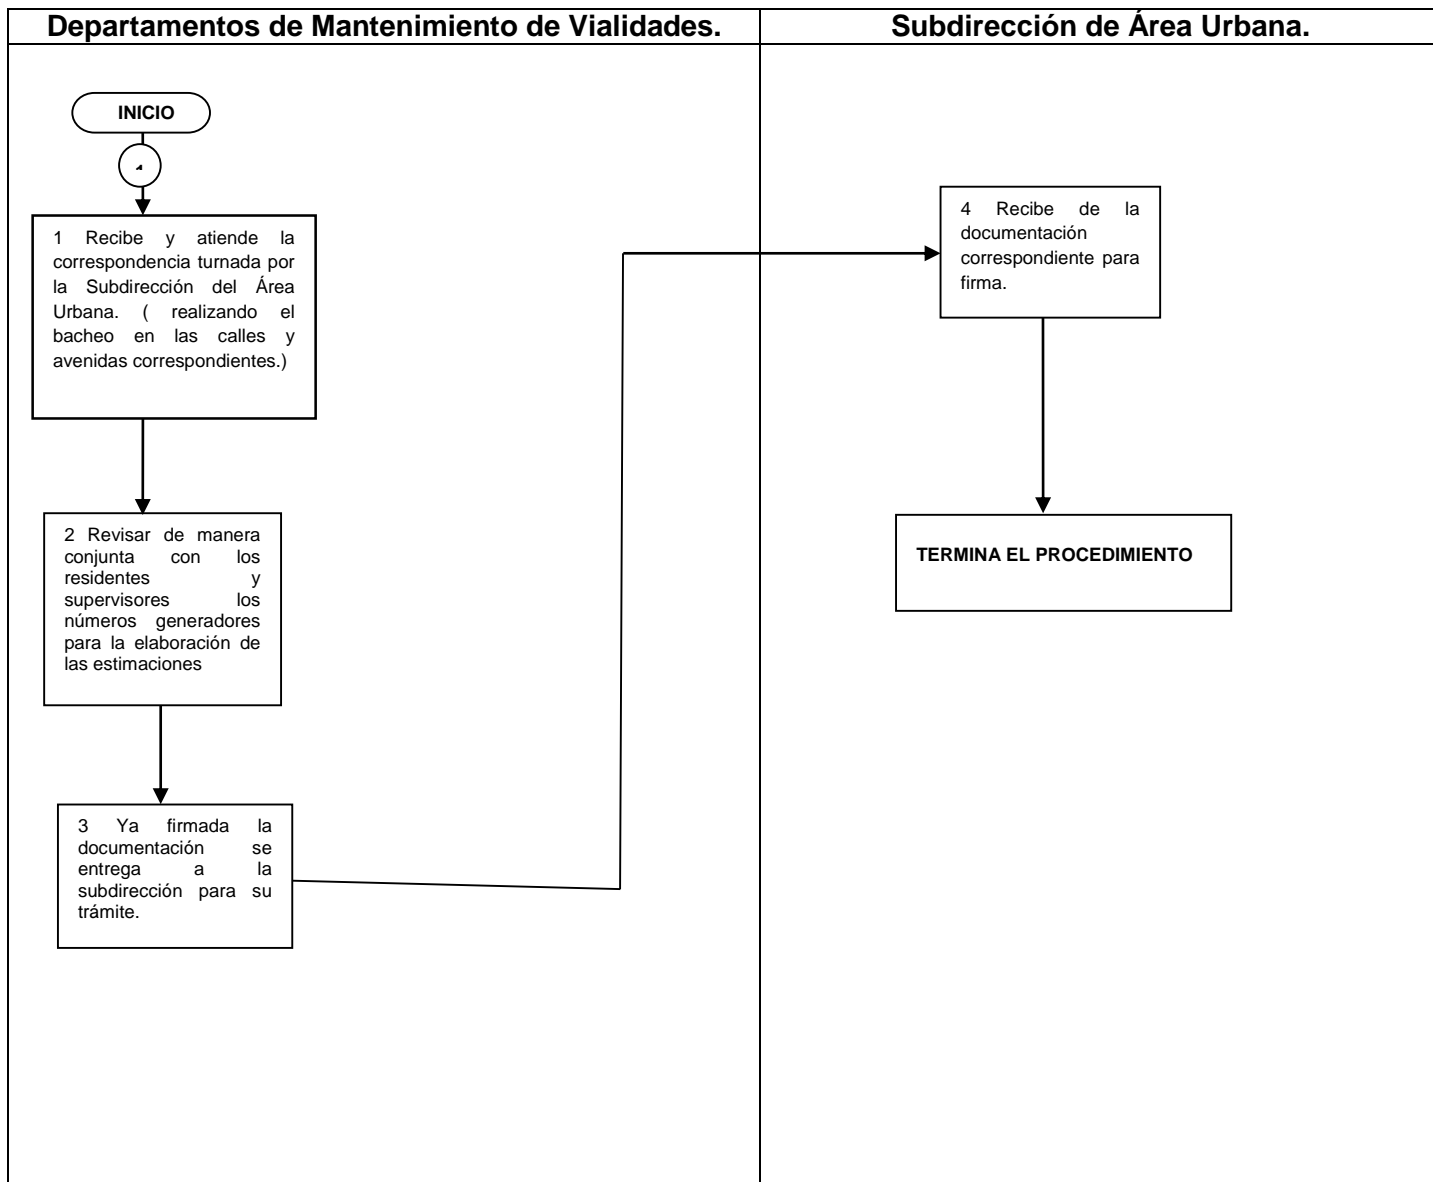 Departamentos de Mantenimiento de Vialidades.
Subdirección de Área Urbana.
INICIO
1 Recibe y atiende la
correspondencia turnada por
la Subdirección del Área
Urbana. ( realizando el
bacheo en las calles y
avenidas correspondientes.)
2 Revisar de manera
conjunta con los
residentes y
supervisores los
números generadores
para la elaboración de
las estimaciones
3 Ya firmada la
documentación se
entrega a la
subdirección para su
trámite.
4 Recibe de la
documentación
correspondiente para
firma.
TERMINA EL PROCEDIMIENTO